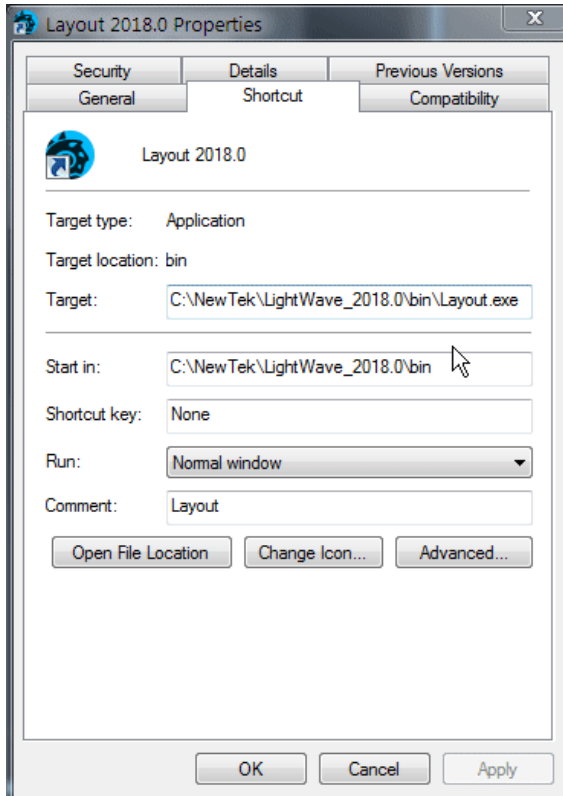 Layout 2018.0 Properties
X
Security Details Previous Versions
General Shortcut Compatibility
Layout 2018.0
Target type: Application
Target location: bin
Target: C:\NewTek\LightWave_2018.0\bin\Layout.exe
Start in: C:\NewTek\LightWave_2018.0\bin
Shortcut key: None
Run: Normal window
Comment: Layout
Open File Location Change Icon... Advanced...
OK Cancel Apply